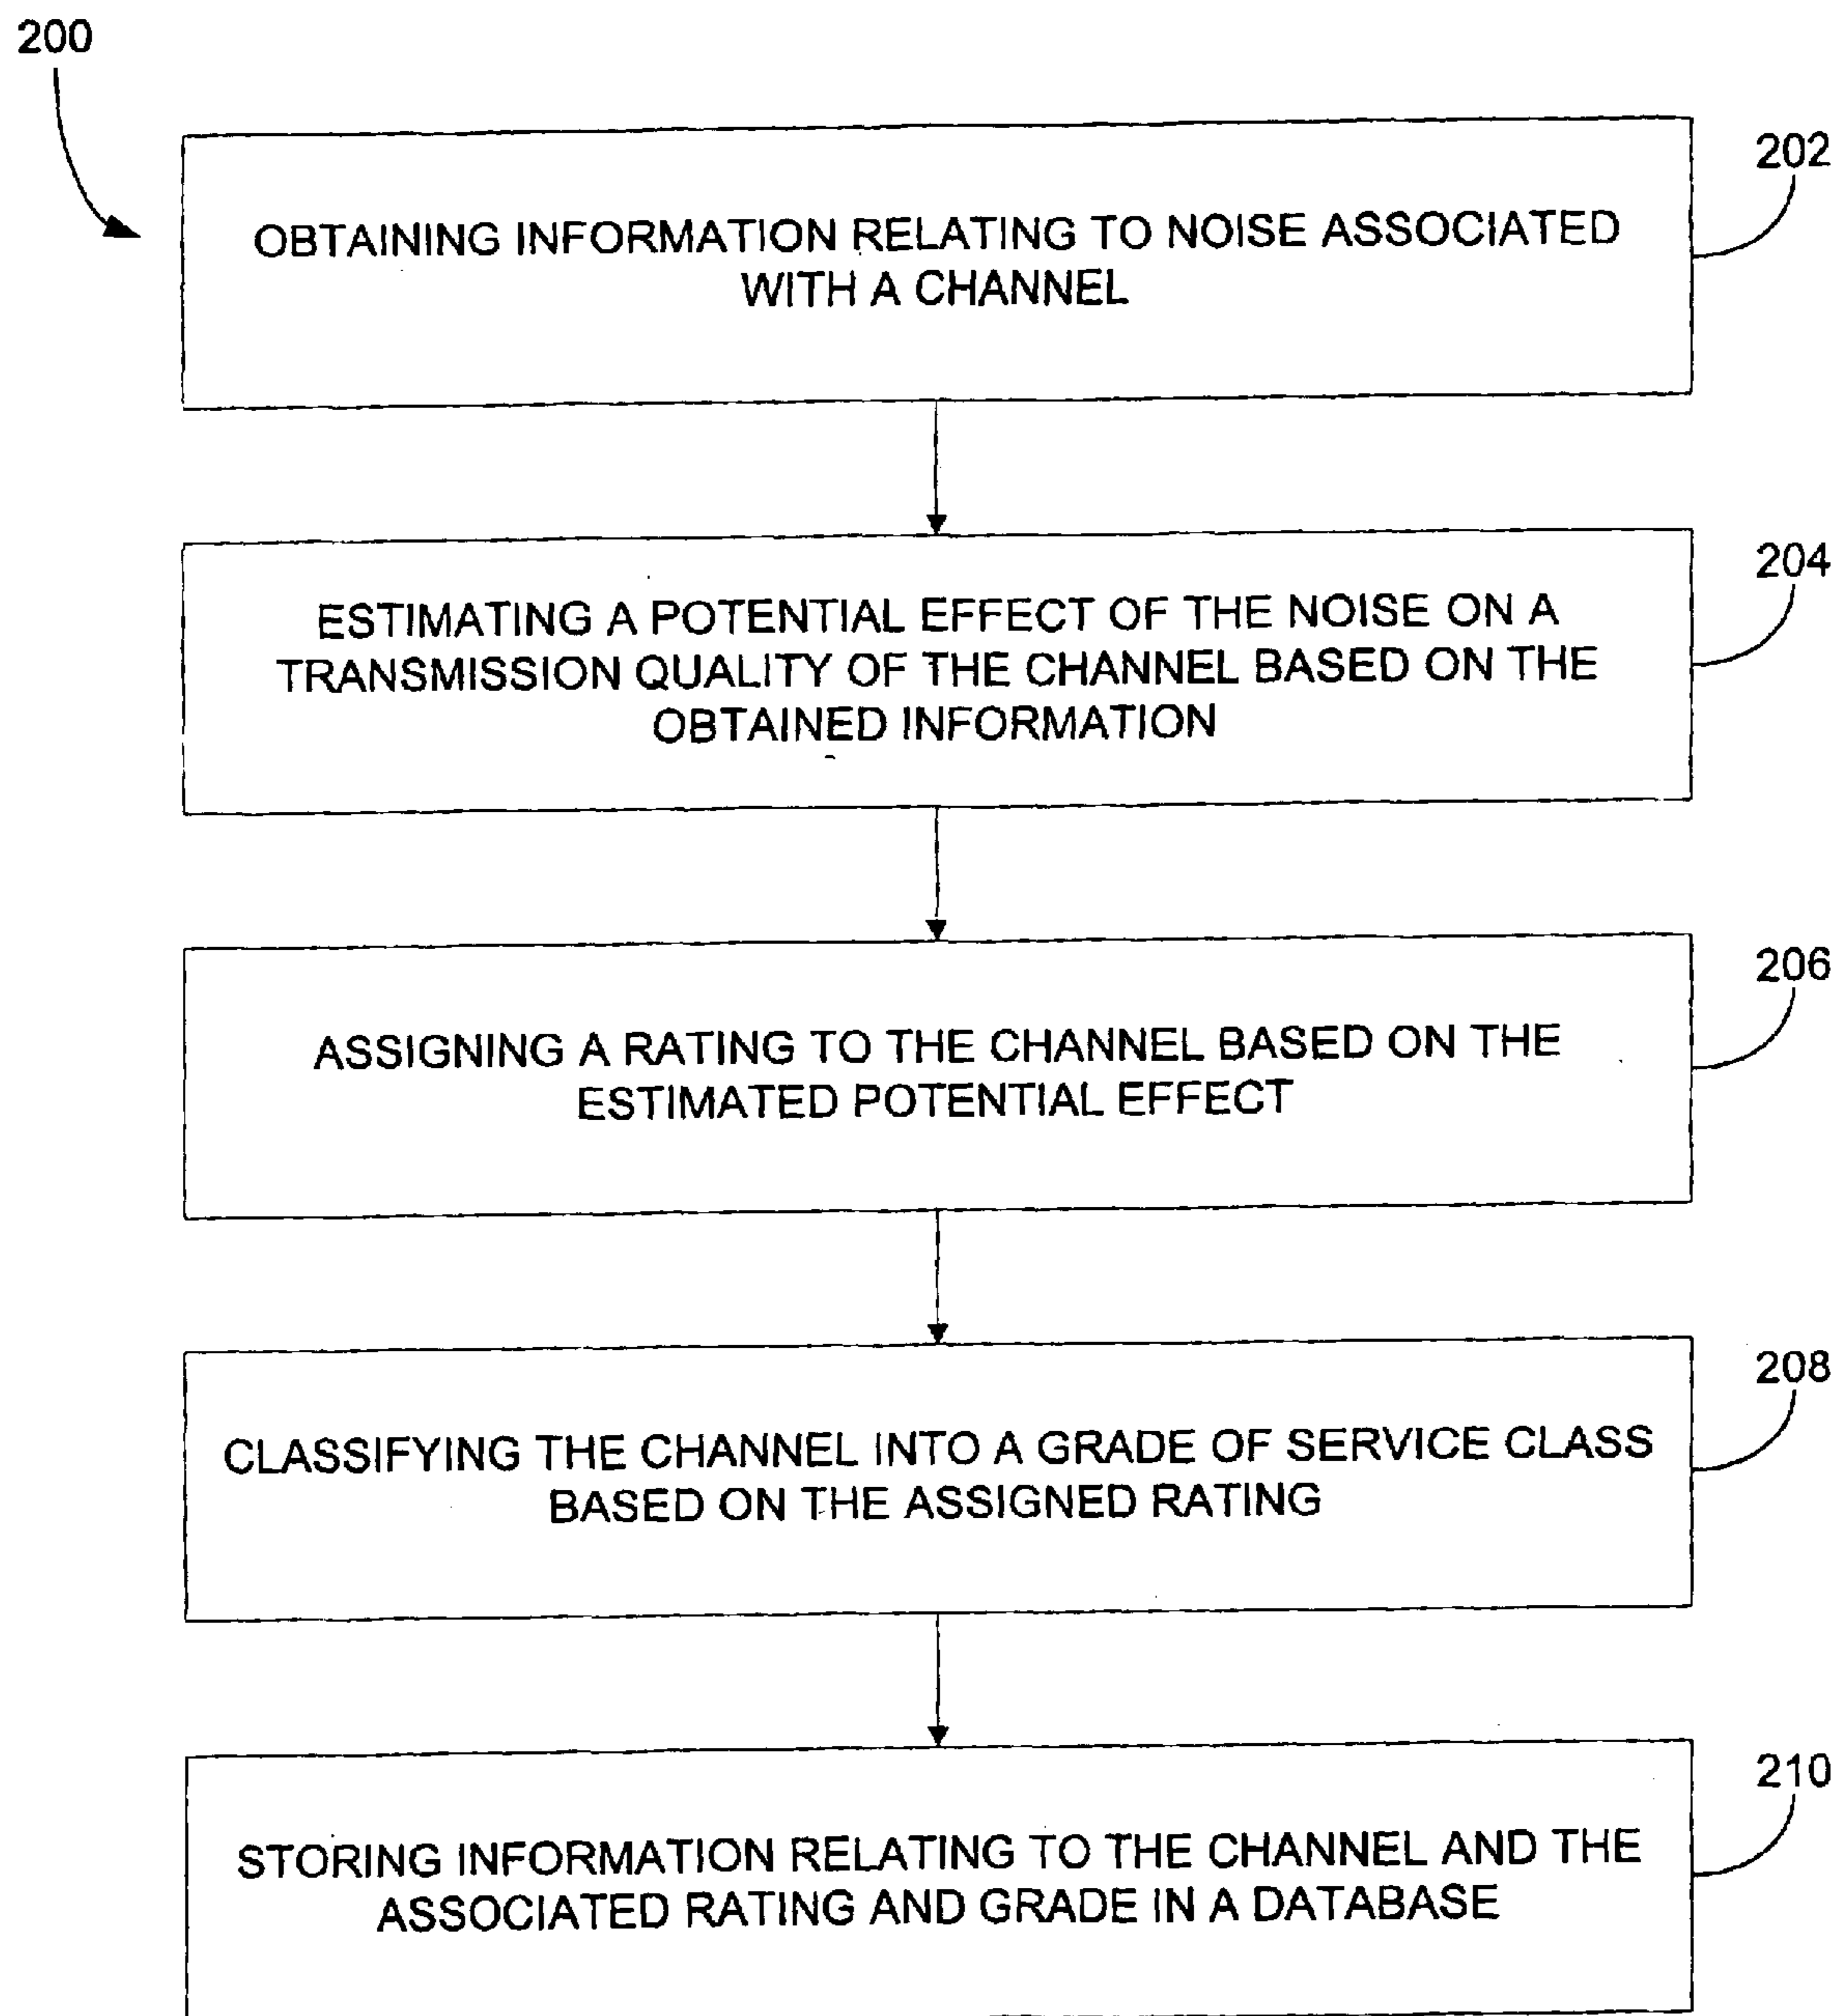 200
202
OBTAINING INFORMATION RELATING TO NOISE ASSOCIATED
WITH A CHANNEL
204
ESTIMATING A POTENTIAL EFFECT OF THE NOISE ON A
TRANSMISSION QUALITY OF THE CHANNEL BASED ON THE
OBTAINED INFORMATION
206
ASSIGNING A RATING TO THE CHANNEL BASED ON THE
ESTIMATED POTENTIAL EFFECT
208
CLASSIFYING THE CHANNEL INTO A GRADE OF SERVICE CLASS
BASED ON THE ASSIGNED RATING
210
STORING INFORMATION RELATING TO THE CHANNEL AND THE
ASSOCIATED RATING AND GRADE IN A DATABASE